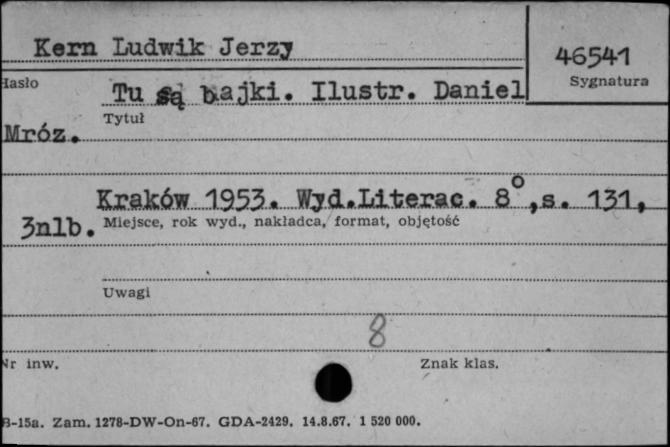 Kern Ludwik Jerzy
46541
Hasło
Sygnatura
Tu są bajki. Ilustr. Daniel
Tytuł
Mróz.
Kraków 1953. Wyd.Literac. 8°,s. 131,
3nlb. Miejsce, rok wyd., nakładca, format, objętość
Uwagi
8
Nr inw.
Znak klas.
B-15a. Zam. 1278-DW-On-67. GDA-2429. 14.8.67. 1 520 000.